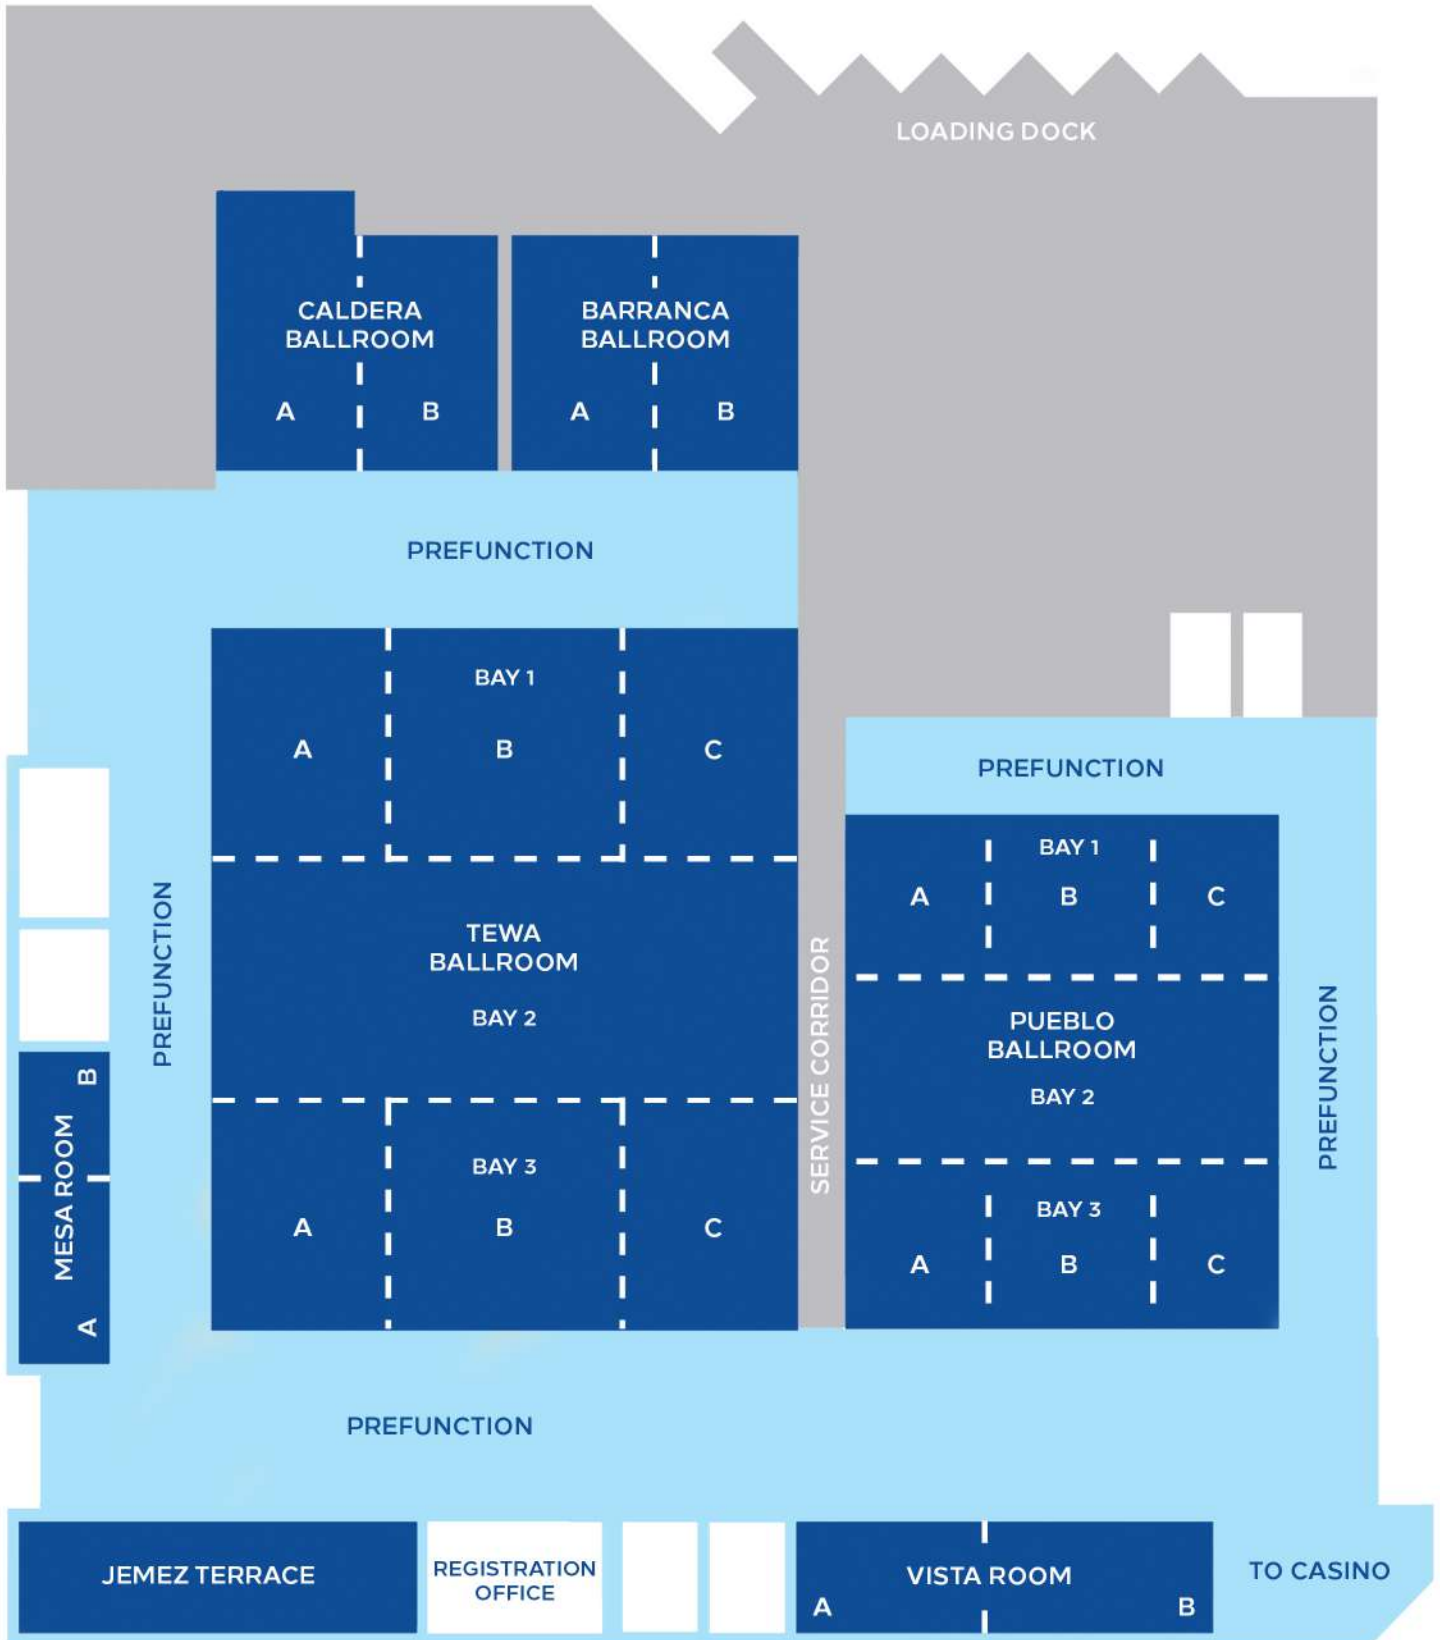 LOADING DOCK
CALDERA
BALLROOM
A
B
BARRANCA
BALLROOM
A
B
PREFUNCTION
BAY 1
A
B
C
TEWA
BALLROOM
BAY 2
BAY 3
A
B
C
PREFUNCTION
B
MESA ROOM
A
SERVICE CORRIDOR
PREFUNCTION
BAY 1
A
B
C
PUEBLO
BALLROOM
BAY 2
BAY 3
A
B
C
PREFUNCTION
PREFUNCTION
JEMEZ TERRACE
REGISTRATION
OFFICE
VISTA ROOM
A
B
TO CASINO